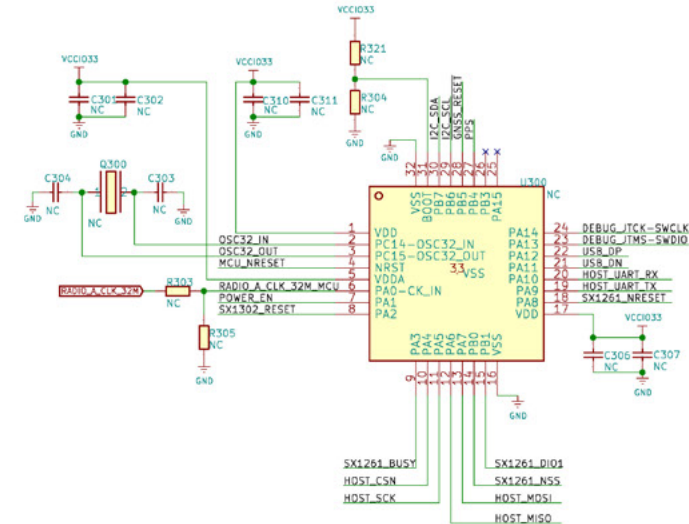 VCCIO33
R321
NC
VCCIO33
VCCIO33
C301
NC
C302
NC
C310
NC
C311
NC
R304
NC
GND
GND
GND
GND
I2C_SDA
I2C_SCL
GNSS_RESET
PPS
C304
NC
Q300
NC
C303
NC
GND
GND
32
31
30
29
28
27
26
25
VSS
BOOT
PB7
PB6
PB5
PB4
PB3
PA15
U300
NC
1 VDD
OSC32_IN 2 PC14-OSC32_IN
OSC32_OUT 3 PC15-OSC32_OUT
MCU_NRESET 4 NRST
5 VDDA
RADIO_A_CLK_32M
R303
NC
RADIO_A_CLK_32M_MCU 6 PA0-CK_IN
POWER_EN 7 PA1
SX1302_RESET 8 PA2
33 VSS
PA14 24 DEBUG_JTCK-SWCLK
PA13 23 DEBUG_JTMS-SWDIO
PA12 22 USB_DP
PA11 21 USB_DN
PA10 20 HOST_UART_RX
PA9 19 HOST_UART_TX
PA8 18 SX1261_NRESET
VDD 17
R305
NC
GND
VCCIO33
C306
NC
C307
NC
GND
PA3
PA4
PA5
PA6
PA7
PB0
PB1
VSS
9
10
11
12
13
14
15
16
GND
SX1261_BUSY
SX1261_DIO1
HOST_CSN
SX1261_NSS
HOST_SCK
HOST_MOSI
HOST_MISO